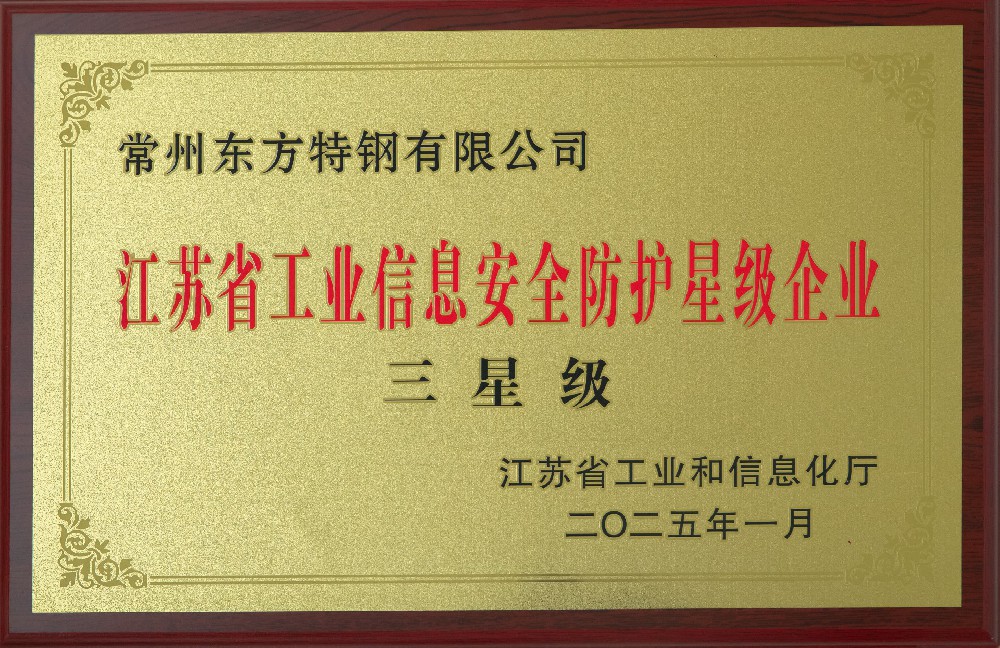 常州东方特钢有限公司
江苏省工业信息安全防护星级企业
三星级
江苏省工业和信息化厅
二〇二五年一月